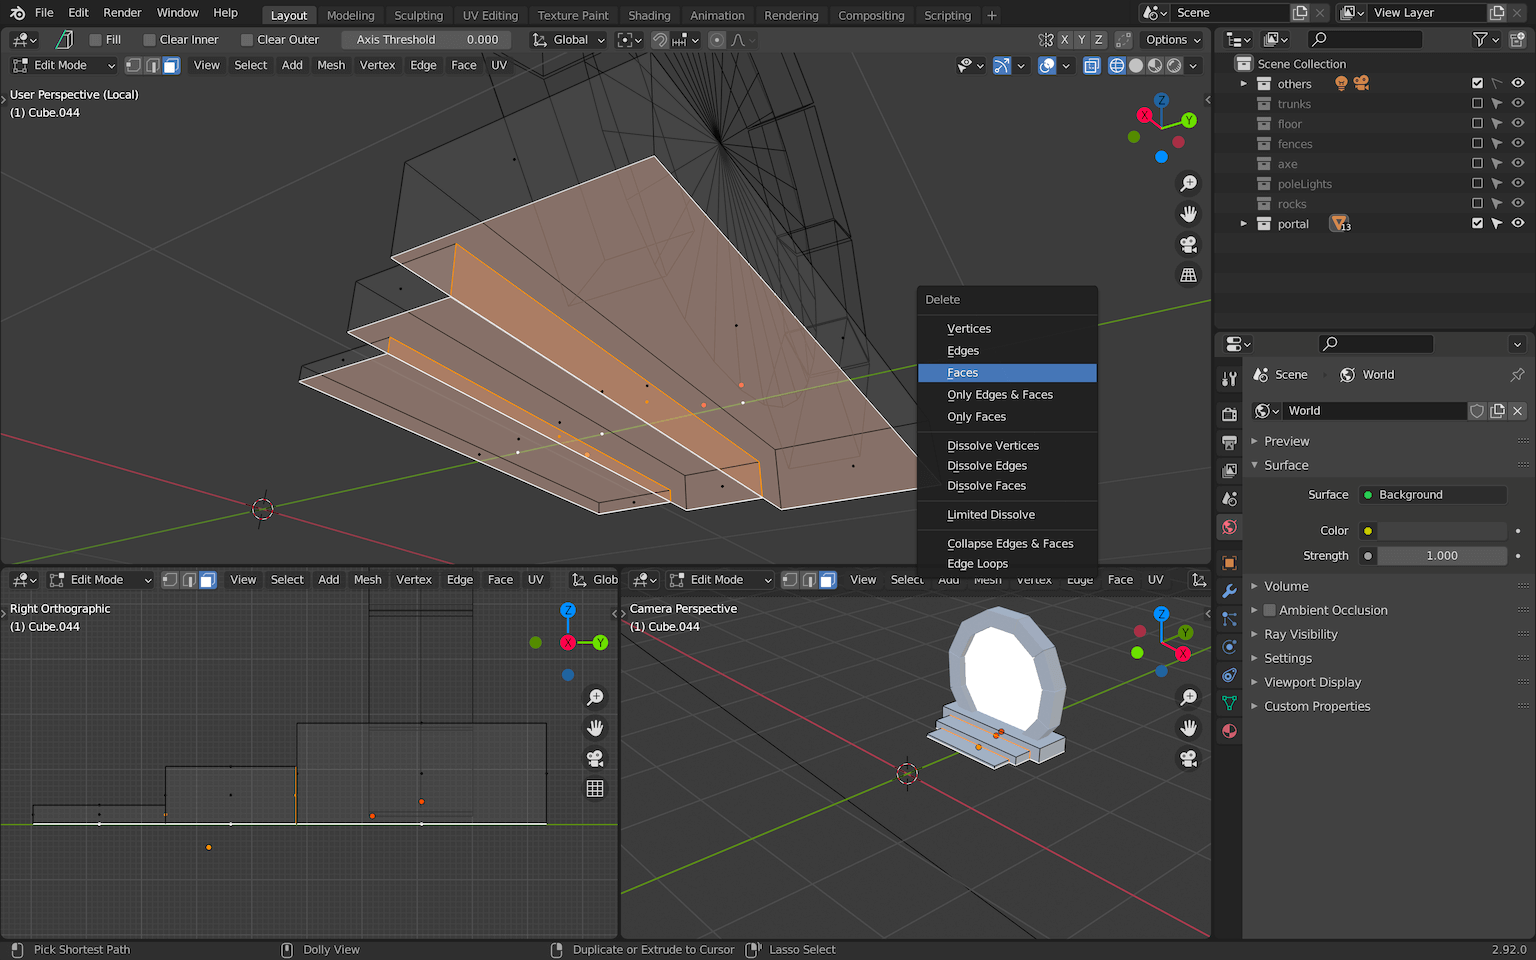 File Edit Render Window Help Layout Modeling Sculpting UV Editing Texture Paint Shading Animation Rendering Compositing Scripting + Scene View Layer
Fill Clear Inner Clear Outer Axis Threshold 0.000 Global X Y Z Options
Edit Mode View Select Add Mesh Vertex Edge Face UV
User Perspective (Local)
(1) Cube.044
Z
X
Y
Scene Collection
others
trunks
floor
fences
axe
poleLights
rocks
portal 13
Delete
Vertices
Edges
Faces
Only Edges & Faces
Only Faces
Dissolve Vertices
Dissolve Edges
Dissolve Faces
Limited Dissolve
Collapse Edges & Faces
Edge Loops
Scene World
World
Preview
Surface
Surface Background
Color
Strength 1.000
Volume
Ambient Occlusion
Ray Visibility
Settings
Viewport Display
Custom Properties
Edit Mode View Select Add Mesh Vertex Edge Face UV Glob
Right Orthographic
(1) Cube.044
Z
X Y
Edit Mode View Select Add Mesh Vertex Edge Face UV
Camera Perspective
(1) Cube.044
Z
Y
X
Pick Shortest Path Dolly View Duplicate or Extrude to Cursor Lasso Select 2.92.0